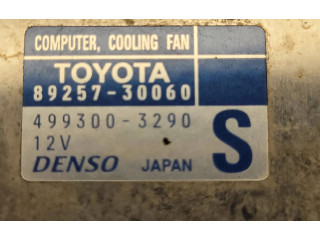 COMPUTER, COOLING FAN
TOYOTA
89257-30060
499300-3290
12V
S
DENSO JAPAN